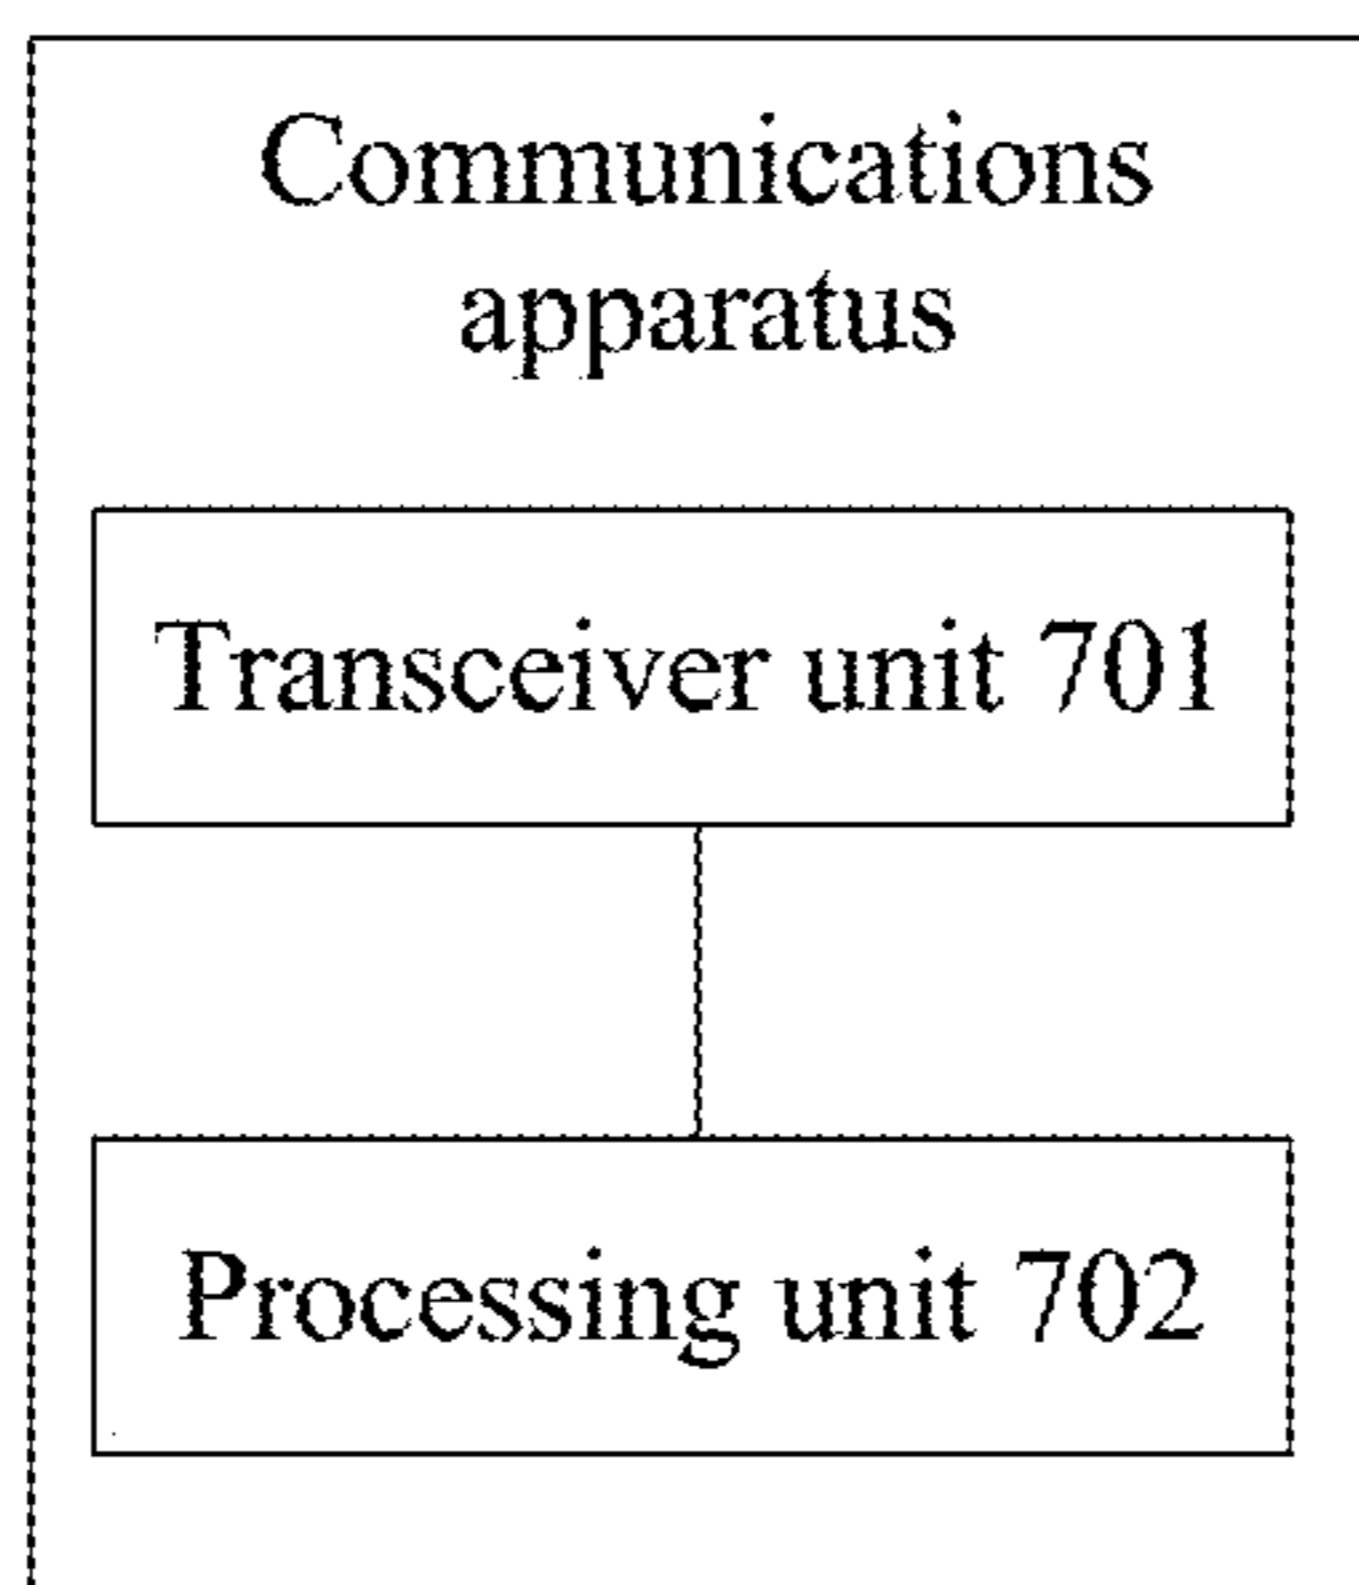 Communications
apparatus
Transceiver unit 701
Processing unit 702